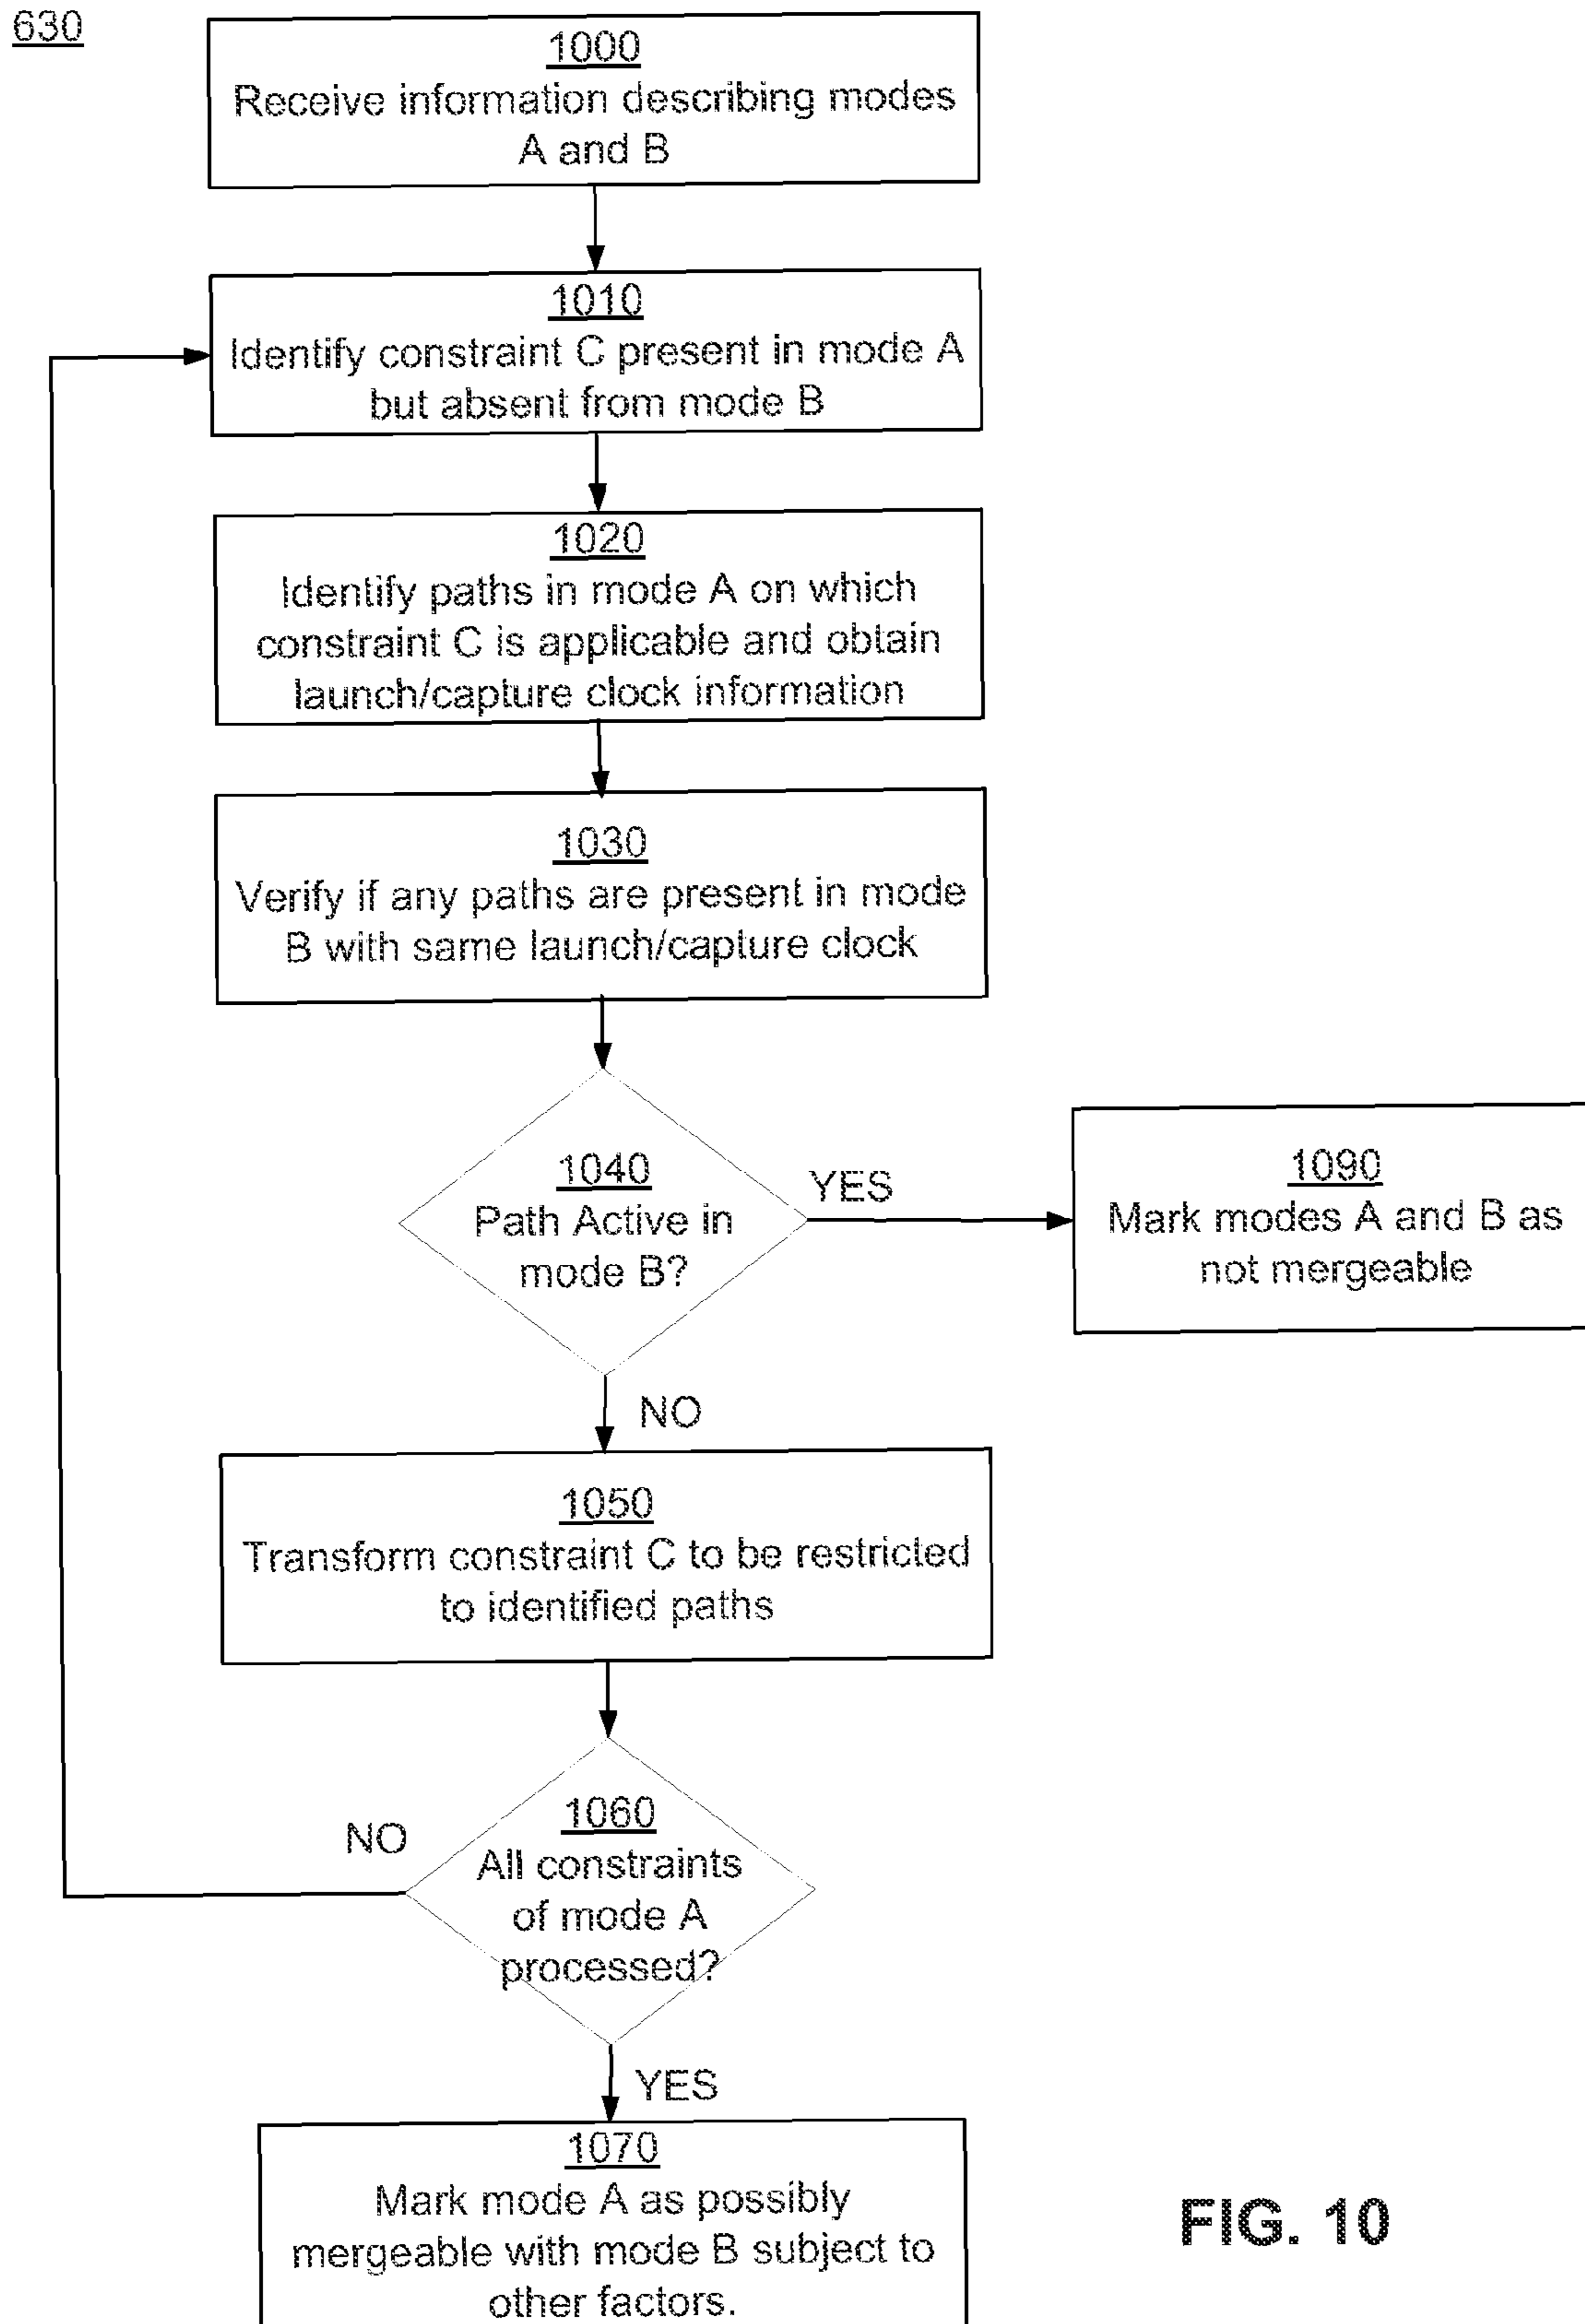 630
1000
Receive information describing modes
A and B
1010
Identify constraint C present in mode A
but absent from mode B
1020
Identify paths in mode A on which
constraint C is applicable and obtain
launch/capture clock information
1030
Verify if any paths are present in mode
B with same launch/capture clock
1040
Path Active in
mode B?
YES
1090
Mark modes A and B as
not mergeable
NO
1050
Transform constraint C to be restricted
to identified paths
1060
All constraints
of mode A
processed?
NO
YES
1070
Mark mode A as possibly
mergeable with mode B subject to
other factors.
FIG. 10